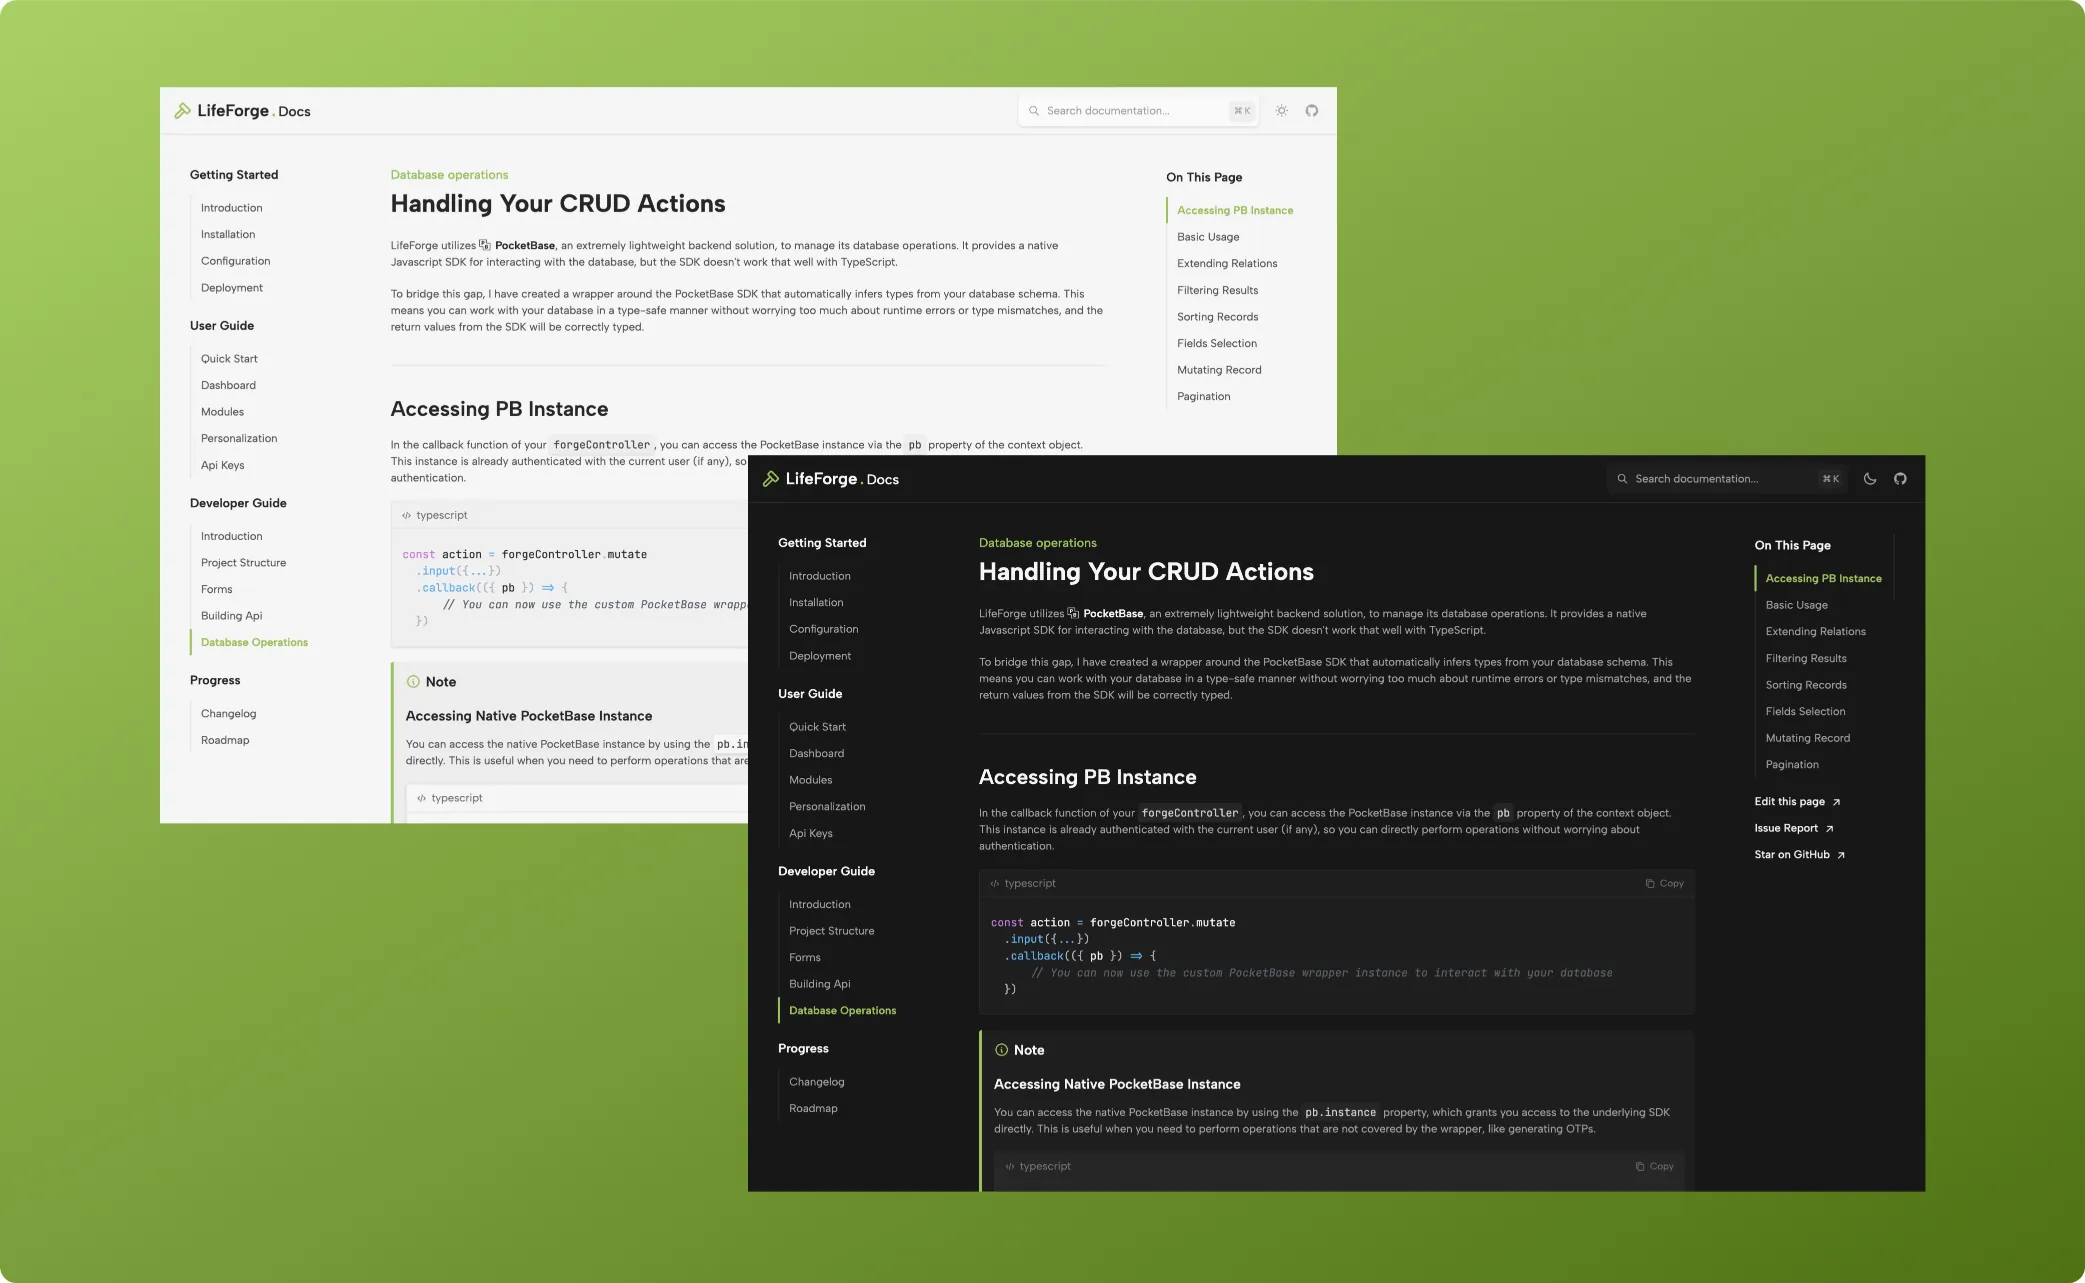 LifeForge . Docs
Search documentation...
⌘ K
Getting Started
Introduction
Installation
Configuration
Deployment
User Guide
Quick Start
Dashboard
Modules
Personalization
Api Keys
Developer Guide
Introduction
Project Structure
Forms
Building Api
Database Operations
Progress
Changelog
Roadmap
Database operations
Handling Your CRUD Actions
LifeForge utilizes PocketBase, an extremely lightweight backend solution, to manage its database operations. It provides a native
Javascript SDK for interacting with the database, but the SDK doesn't work that well with TypeScript.
To bridge this gap, I have created a wrapper around the PocketBase SDK that automatically infers types from your database schema. This
means you can work with your database in a type-safe manner without worrying too much about runtime errors or type mismatches, and the
return values from the SDK will be correctly typed.
Accessing PB Instance
In the callback function of your forgeController, you can access the PocketBase instance via the pb property of the context object.
This instance is already authenticated with the current user (if any), so
authentication.
typescript
const action = forgeController.mutate
.input({...})
.callback(({ pb }) => {
// You can now use the custom PocketBase wrapp
})
Note
Accessing Native PocketBase Instance
You can access the native PocketBase instance by using the pb.in
directly. This is useful when you need to perform operations that are
typescript
On This Page
Accessing PB Instance
Basic Usage
Extending Relations
Filtering Results
Sorting Records
Fields Selection
Mutating Record
Pagination
LifeForge . Docs
Search documentation...
⌘ K
Getting Started
Introduction
Installation
Configuration
Deployment
User Guide
Quick Start
Dashboard
Modules
Personalization
Api Keys
Developer Guide
Introduction
Project Structure
Forms
Building Api
Database Operations
Progress
Changelog
Roadmap
Database operations
Handling Your CRUD Actions
LifeForge utilizes PocketBase, an extremely lightweight backend solution, to manage its database operations. It provides a native
Javascript SDK for interacting with the database, but the SDK doesn't work that well with TypeScript.
To bridge this gap, I have created a wrapper around the PocketBase SDK that automatically infers types from your database schema. This
means you can work with your database in a type-safe manner without worrying too much about runtime errors or type mismatches, and the
return values from the SDK will be correctly typed.
Accessing PB Instance
In the callback function of your forgeController, you can access the PocketBase instance via the pb property of the context object.
This instance is already authenticated with the current user (if any), so you can directly perform operations without worrying about
authentication.
typescript
Copy
const action = forgeController.mutate
.input({...})
.callback(({ pb }) => {
// You can now use the custom PocketBase wrapper instance to interact with your database
})
Note
Accessing Native PocketBase Instance
You can access the native PocketBase instance by using the pb.instance property, which grants you access to the underlying SDK
directly. This is useful when you need to perform operations that are not covered by the wrapper, like generating OTPs.
typescript
Copy
On This Page
Accessing PB Instance
Basic Usage
Extending Relations
Filtering Results
Sorting Records
Fields Selection
Mutating Record
Pagination
Edit this page ↗
Issue Report ↗
Star on GitHub ↗